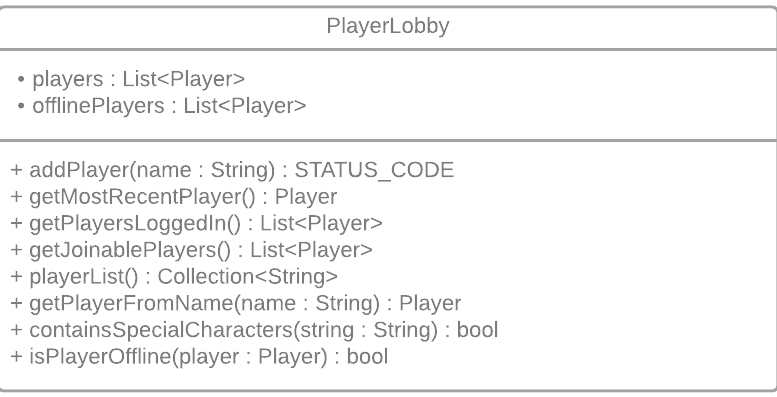 PlayerLobby
• players : List<Player>
• offlinePlayers : List<Player>
+ addPlayer(name : String) : STATUS_CODE
+ getMostRecentPlayer() : Player
+ getPlayersLoggedIn() : List<Player>
+ getJoinablePlayers() : List<Player>
+ playerList() : Collection<String>
+ getPlayerFromName(name : String) : Player
+ containsSpecialCharacters(string : String) : bool
+ isPlayerOffline(player : Player) : bool